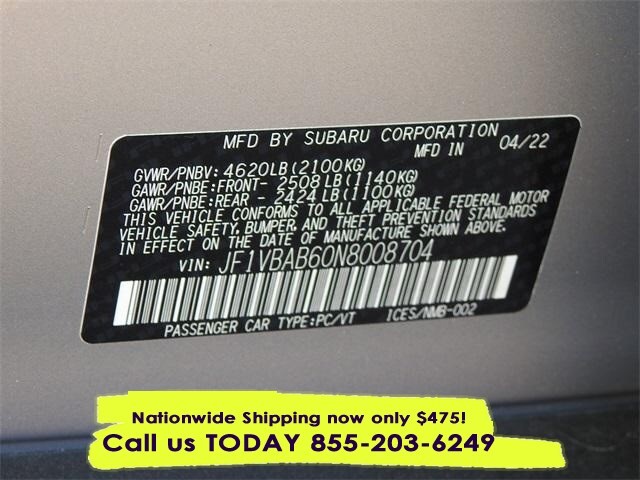 MFD BY SUBARU CORPORATION
MFD IN 04/22
GVWR/PNBV: 4620LB(2100KG)
GAWR/PNBE:FRONT- 2508LB(1140KG)
GAWR/PNBE:REAR - 2424LB(1100KG)
THIS VEHICLE CONFORMS TO ALL APPLICABLE FEDERAL MOTOR
VEHICLE SAFETY, BUMPER, AND THEFT PREVENTION STANDARDS
IN EFFECT ON THE DATE OF MANUFACTURE SHOWN ABOVE.
VIN: JF1VBAB60N8008704
PASSENGER CAR TYPE:PC/VT ICES/NMB-002
Nationwide Shipping now only $475!
Call us TODAY 855-203-6249